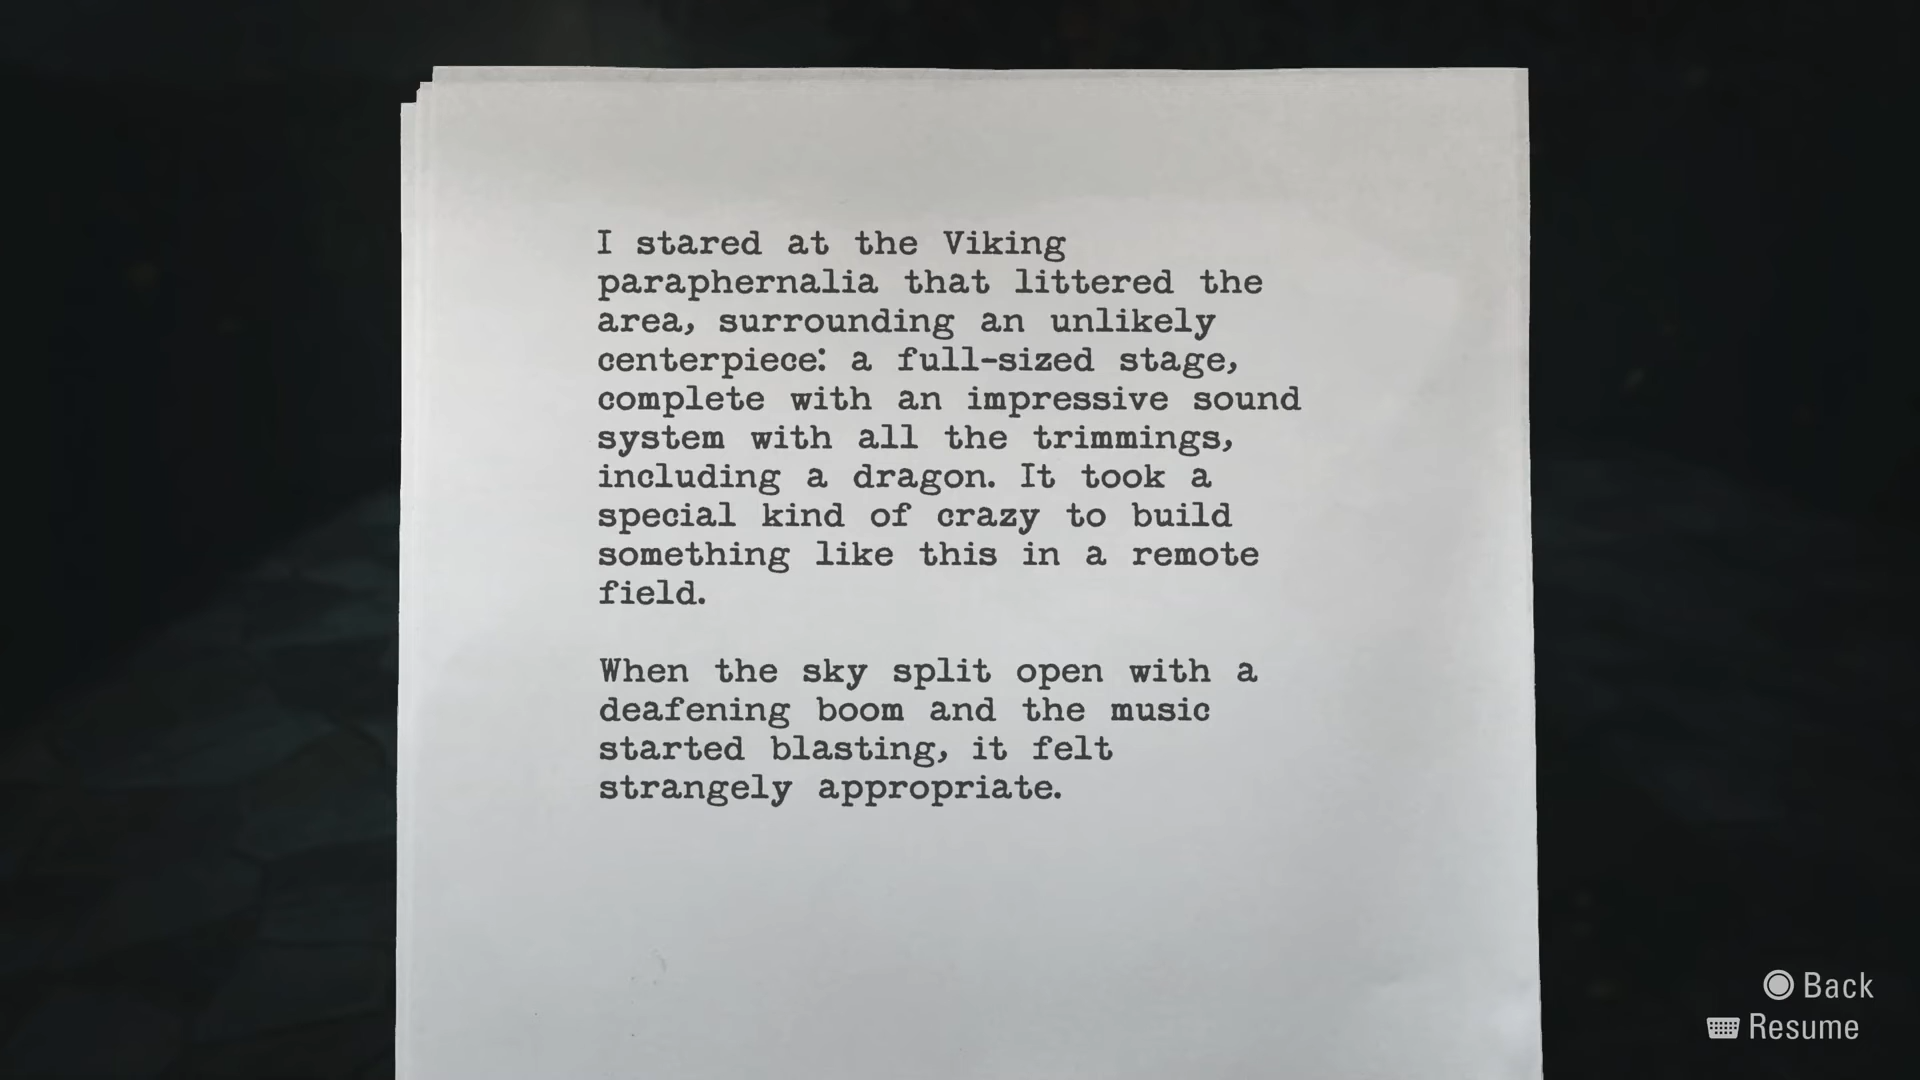 I stared at the Viking
paraphernalia that littered the
area, surrounding an unlikely
centerpiece: a full-sized stage,
complete with an impressive sound
system with all the trimmings,
including a dragon. It took a
special kind of crazy to build
something like this in a remote
field.
When the sky split open with a
deafening boom and the music
started blasting, it felt
strangely appropriate.
Back
Resume